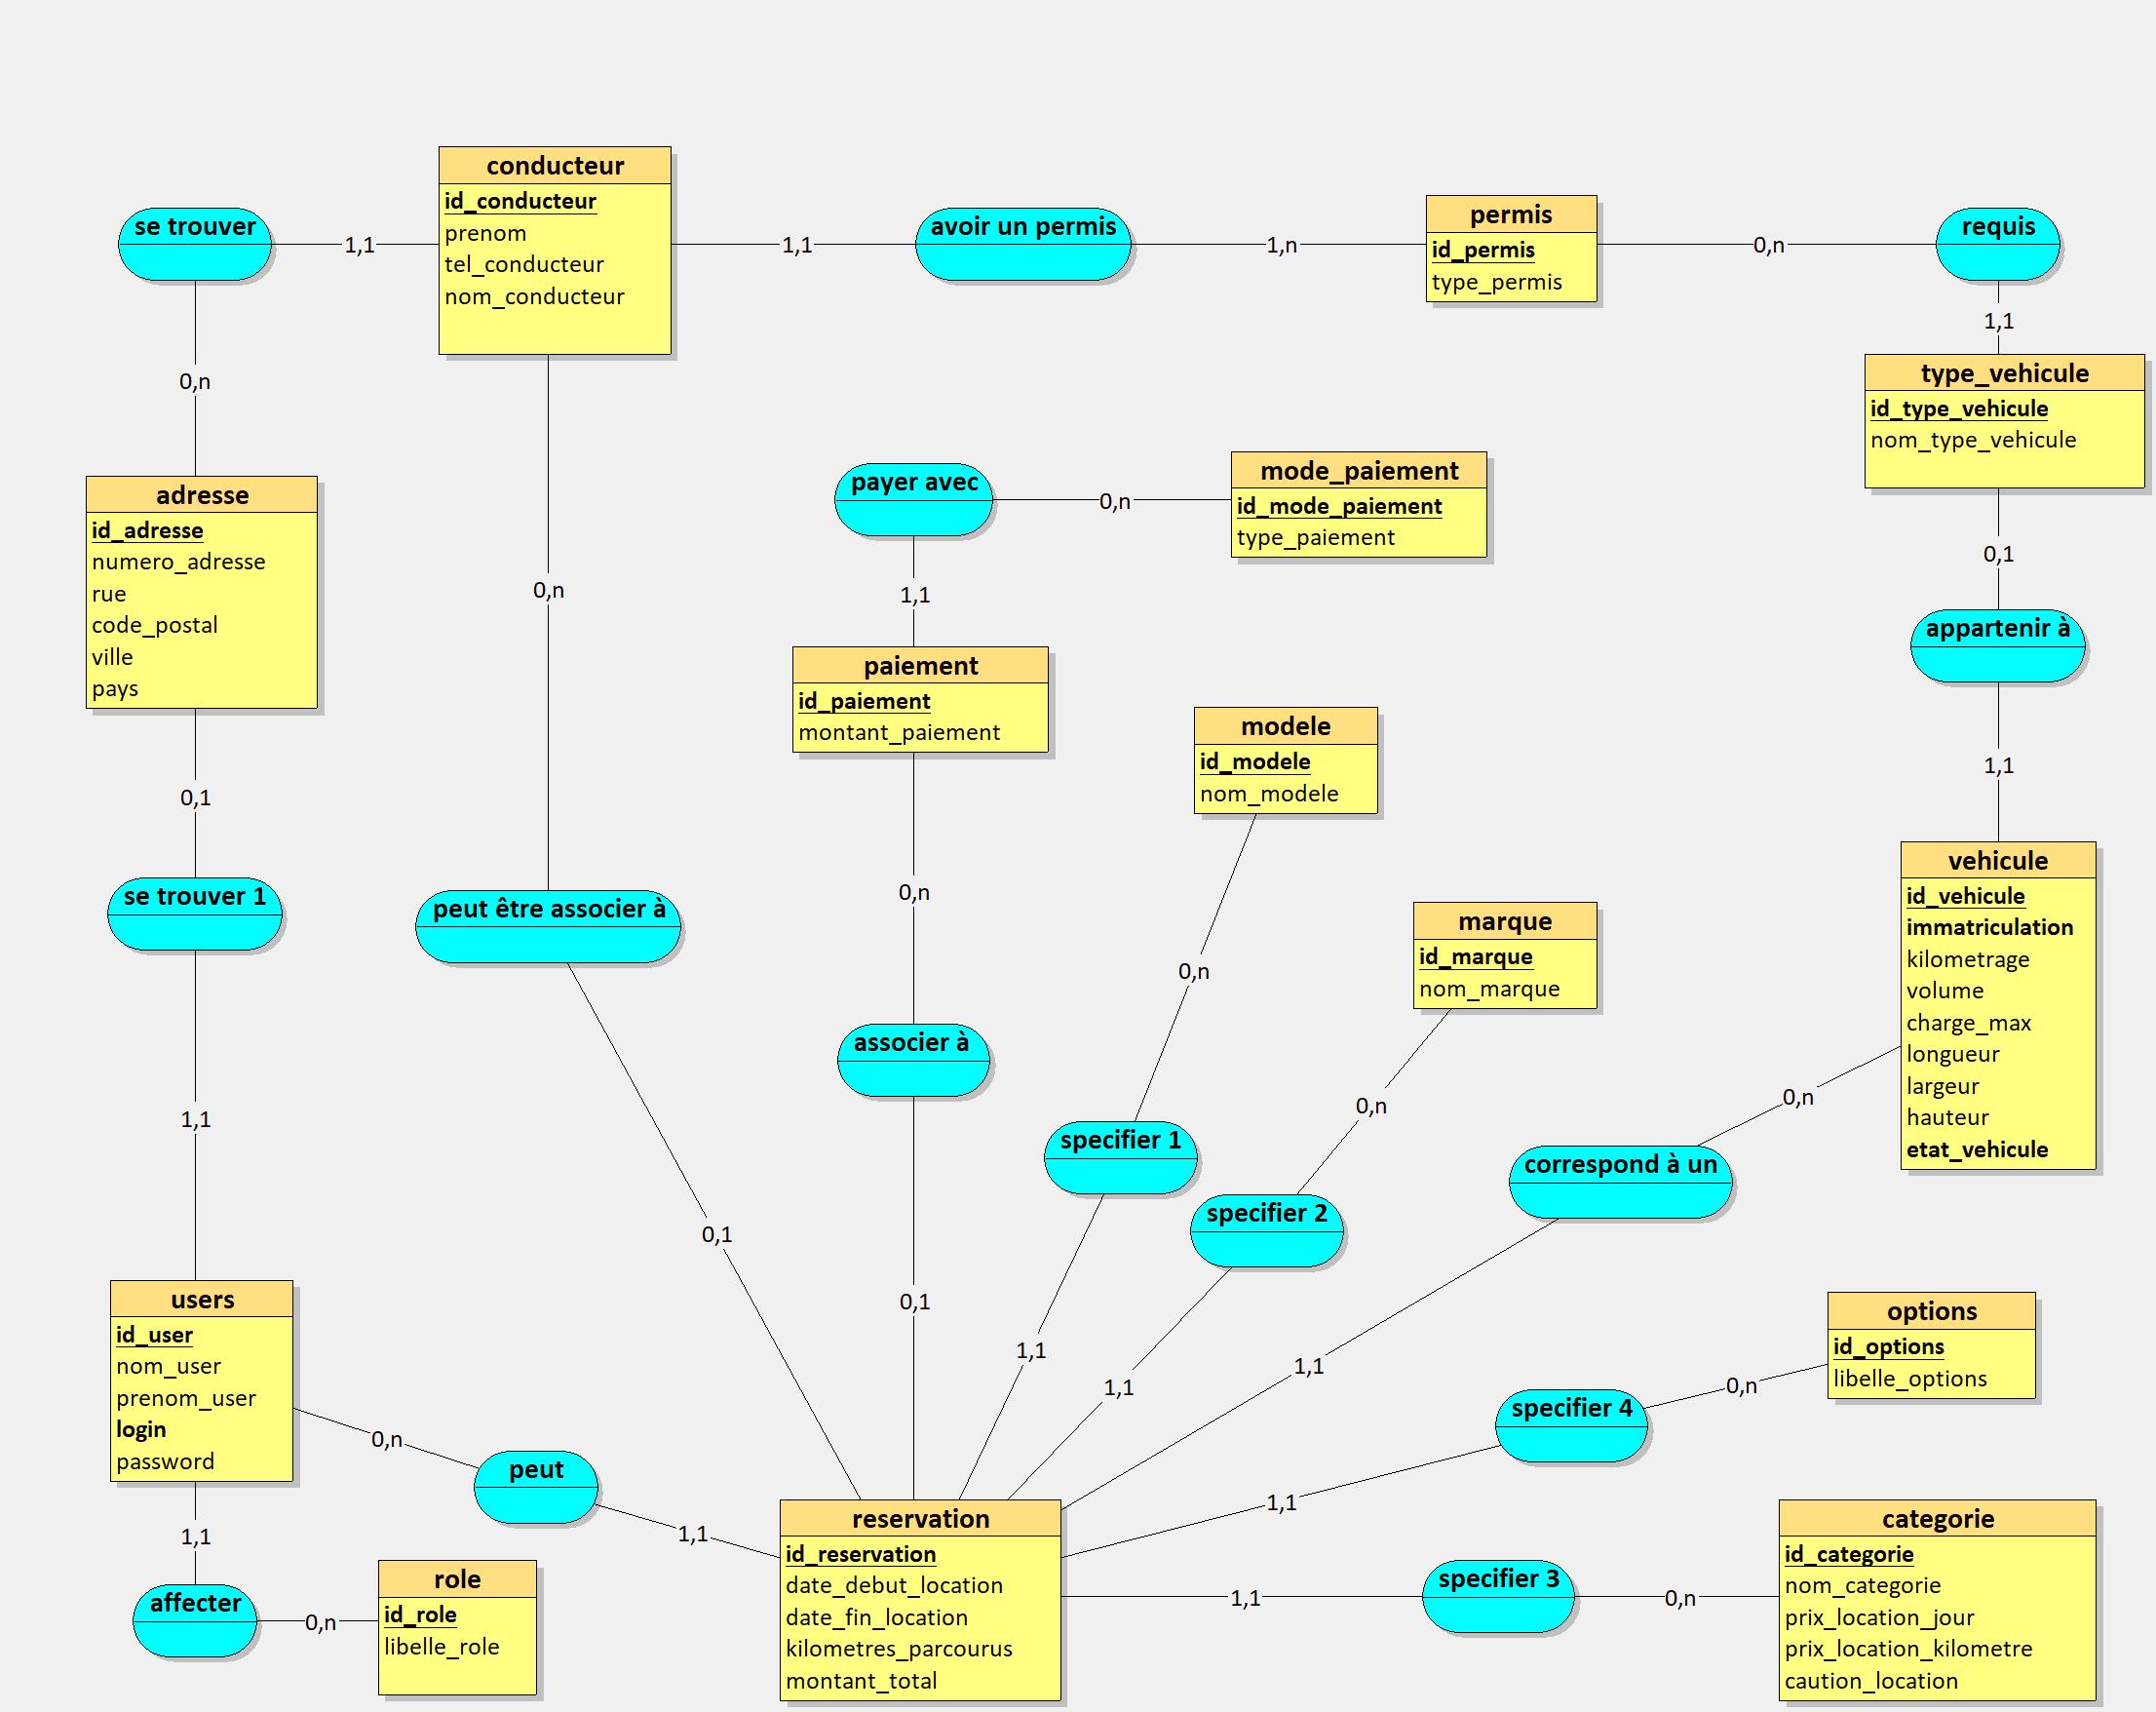 conducteur
id_conducteur
prenom
tel_conducteur
nom_conducteur
se trouver
1,1
1,1
avoir un permis
1,n
permis
id_permis
type_permis
0,n
requis
1,1
type_vehicule
id_type_vehicule
nom_type_vehicule
0,n
adresse
id_adresse
numero_adresse
rue
code_postal
ville
pays
0,n
payer avec
0,n
mode_paiement
id_mode_paiement
type_paiement
1,1
0,1
appartenir à
paiement
id_paiement
montant_paiement
modele
id_modele
nom_modele
1,1
0,1
se trouver 1
peut être associer à
0,n
0,n
marque
id_marque
nom_marque
vehicule
id_vehicule
immatriculation
kilometrage
volume
charge_max
longueur
largeur
hauteur
etat_vehicule
associer à
1,1
0,n
0,n
specifier 1
specifier 2
correspond à un
0,1
0,1
1,1
1,1
1,1
users
id_user
nom_user
prenom_user
login
password
options
id_options
libelle_options
0,n
specifier 4
0,n
peut
1,1
1,1
1,1
affecter
0,n
role
id_role
libelle_role
reservation
id_reservation
date_debut_location
date_fin_location
kilometres_parcourus
montant_total
1,1
specifier 3
0,n
categorie
id_categorie
nom_categorie
prix_location_jour
prix_location_kilometre
caution_location